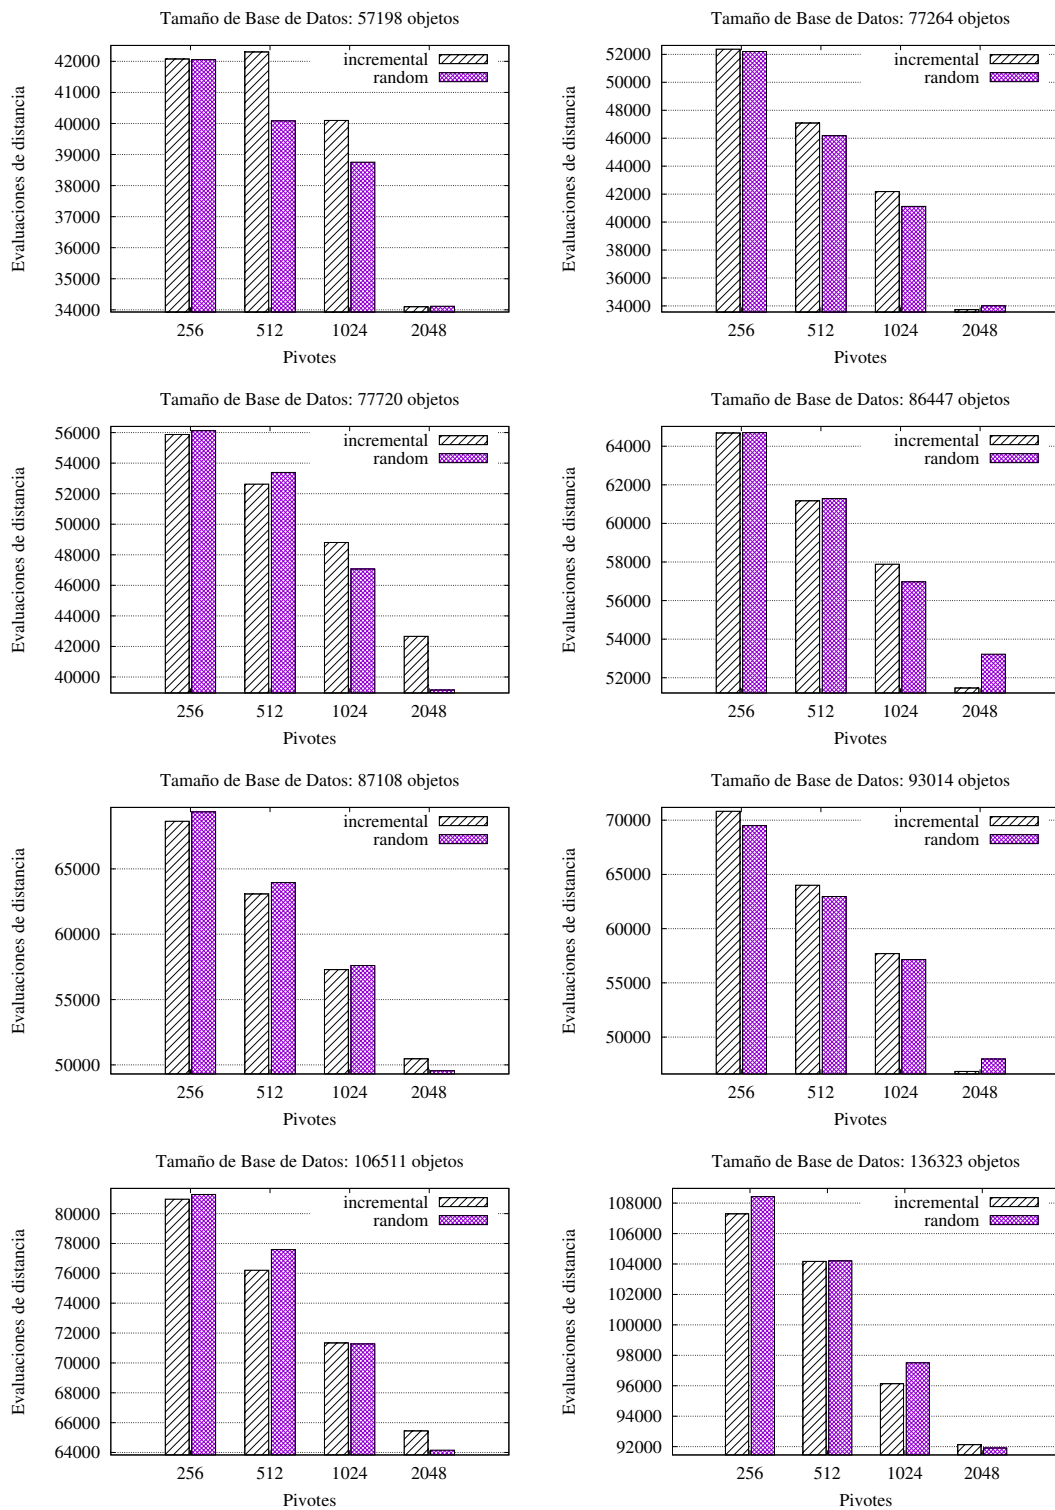 Tamaño de Base de Datos: 57198 objetos
Evaluaciones de distancia
42000
41000
40000
39000
38000
37000
36000
35000
34000
incremental
random
256 512 1024 2048
Pivotes
Tamaño de Base de Datos: 77264 objetos
Evaluaciones de distancia
52000
50000
48000
46000
44000
42000
40000
38000
36000
34000
incremental
random
256 512 1024 2048
Pivotes
Tamaño de Base de Datos: 77720 objetos
Evaluaciones de distancia
56000
54000
52000
50000
48000
46000
44000
42000
40000
incremental
random
256 512 1024 2048
Pivotes
Tamaño de Base de Datos: 86447 objetos
Evaluaciones de distancia
64000
62000
60000
58000
56000
54000
52000
incremental
random
256 512 1024 2048
Pivotes
Tamaño de Base de Datos: 87108 objetos
Evaluaciones de distancia
65000
60000
55000
50000
incremental
random
256 512 1024 2048
Pivotes
Tamaño de Base de Datos: 93014 objetos
Evaluaciones de distancia
70000
65000
60000
55000
50000
incremental
random
256 512 1024 2048
Pivotes
Tamaño de Base de Datos: 106511 objetos
Evaluaciones de distancia
80000
78000
76000
74000
72000
70000
68000
66000
64000
incremental
random
256 512 1024 2048
Pivotes
Tamaño de Base de Datos: 136323 objetos
Evaluaciones de distancia
108000
106000
104000
102000
100000
98000
96000
94000
92000
incremental
random
256 512 1024 2048
Pivotes